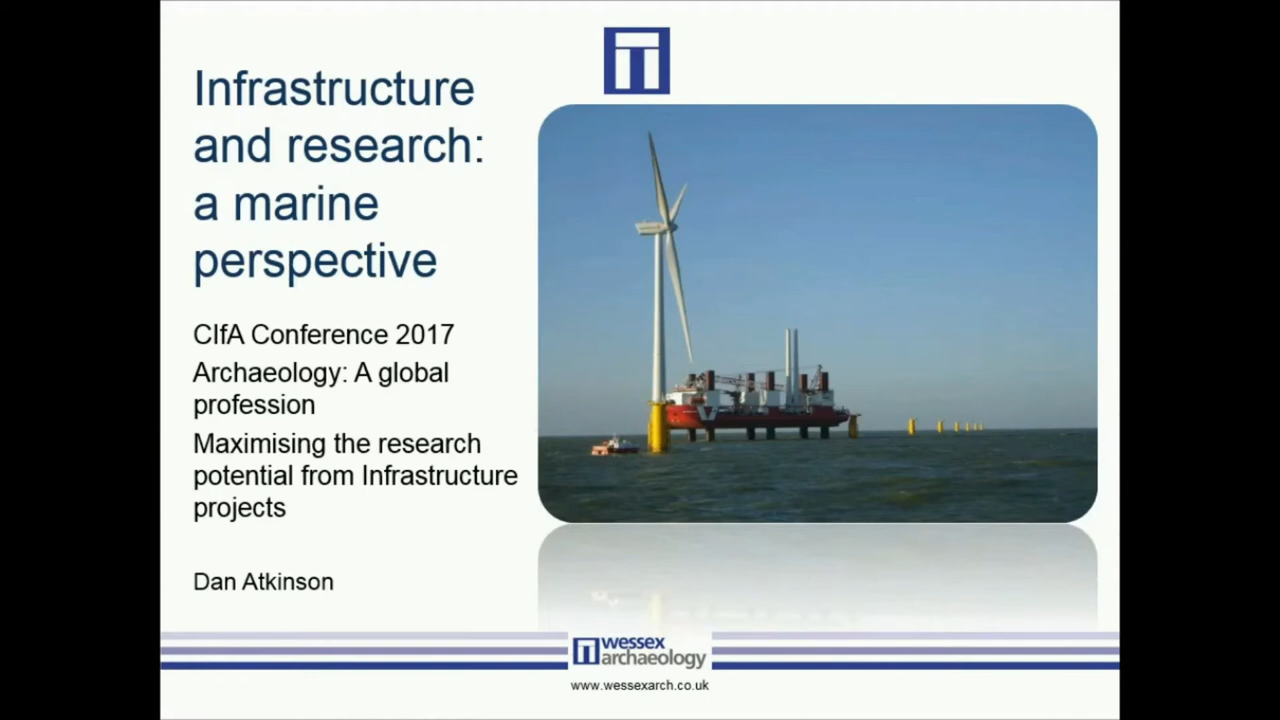 Infrastructure
and research:
a marine
perspective
CIfA Conference 2017
Archaeology: A global
profession
Maximising the research
potential from Infrastructure
projects
Dan Atkinson
wessex
archaeology
www.wessexarch.co.uk